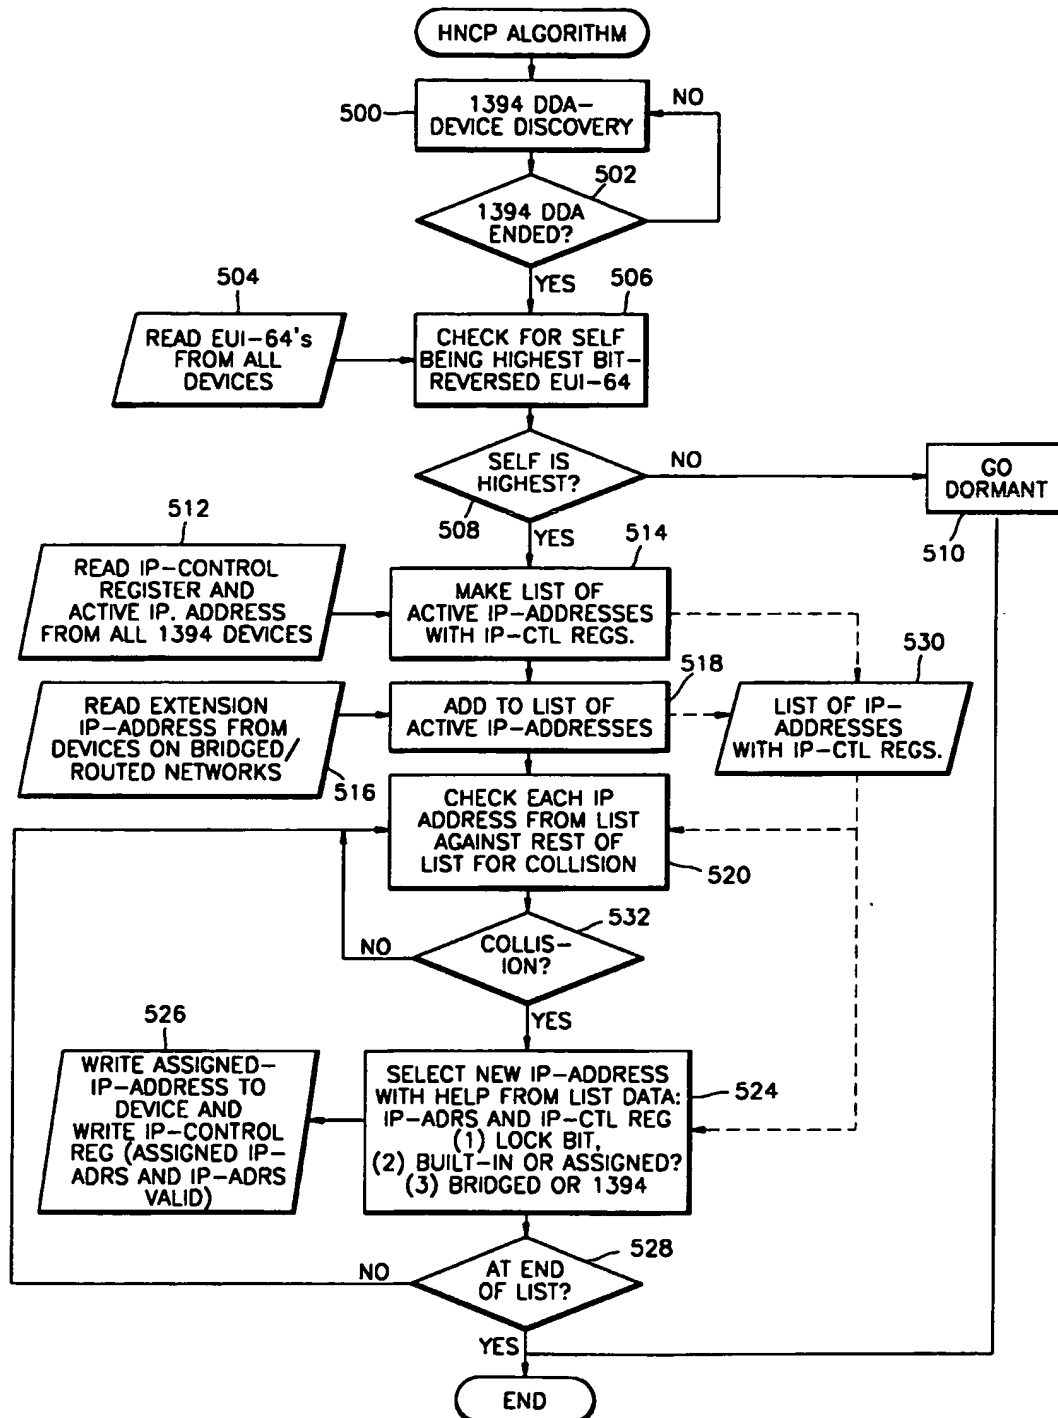 HNCP ALGORITHM
500
1394 DDA-
DEVICE DISCOVERY
NO
502
1394 DDA
ENDED?
YES
504
READ EUI-64's
FROM ALL
DEVICES
506
CHECK FOR SELF
BEING HIGHEST BIT-
REVERSED EUI-64
SELF IS
HIGHEST?
508
NO
GO
DORMANT
510
YES
512
READ IP-CONTROL
REGISTER AND
ACTIVE IP. ADDRESS
FROM ALL 1394 DEVICES
514
MAKE LIST OF
ACTIVE IP-ADDRESSES
WITH IP-CTL REGS.
READ EXTENSION
IP-ADDRESS FROM
DEVICES ON BRIDGED/
ROUTED NETWORKS
516
518
ADD TO LIST OF
ACTIVE IP-ADDRESSES
530
LIST OF IP-
ADDRESSES
WITH IP-CTL REGS.
CHECK EACH IP
ADDRESS FROM LIST
AGAINST REST OF
LIST FOR COLLISION
520
532
COLLIS-
ION?
NO
YES
526
WRITE ASSIGNED-
IP-ADDRESS TO
DEVICE AND
WRITE IP-CONTROL
REG (ASSIGNED IP-
ADRS AND IP-ADRS
VALID)
SELECT NEW IP-ADDRESS
WITH HELP FROM LIST DATA:
IP-ADRS AND IP-CTL REG
(1) LOCK BIT,
(2) BUILT-IN OR ASSIGNED?
(3) BRIDGED OR 1394
524
528
AT END
OF LIST?
NO
YES
END